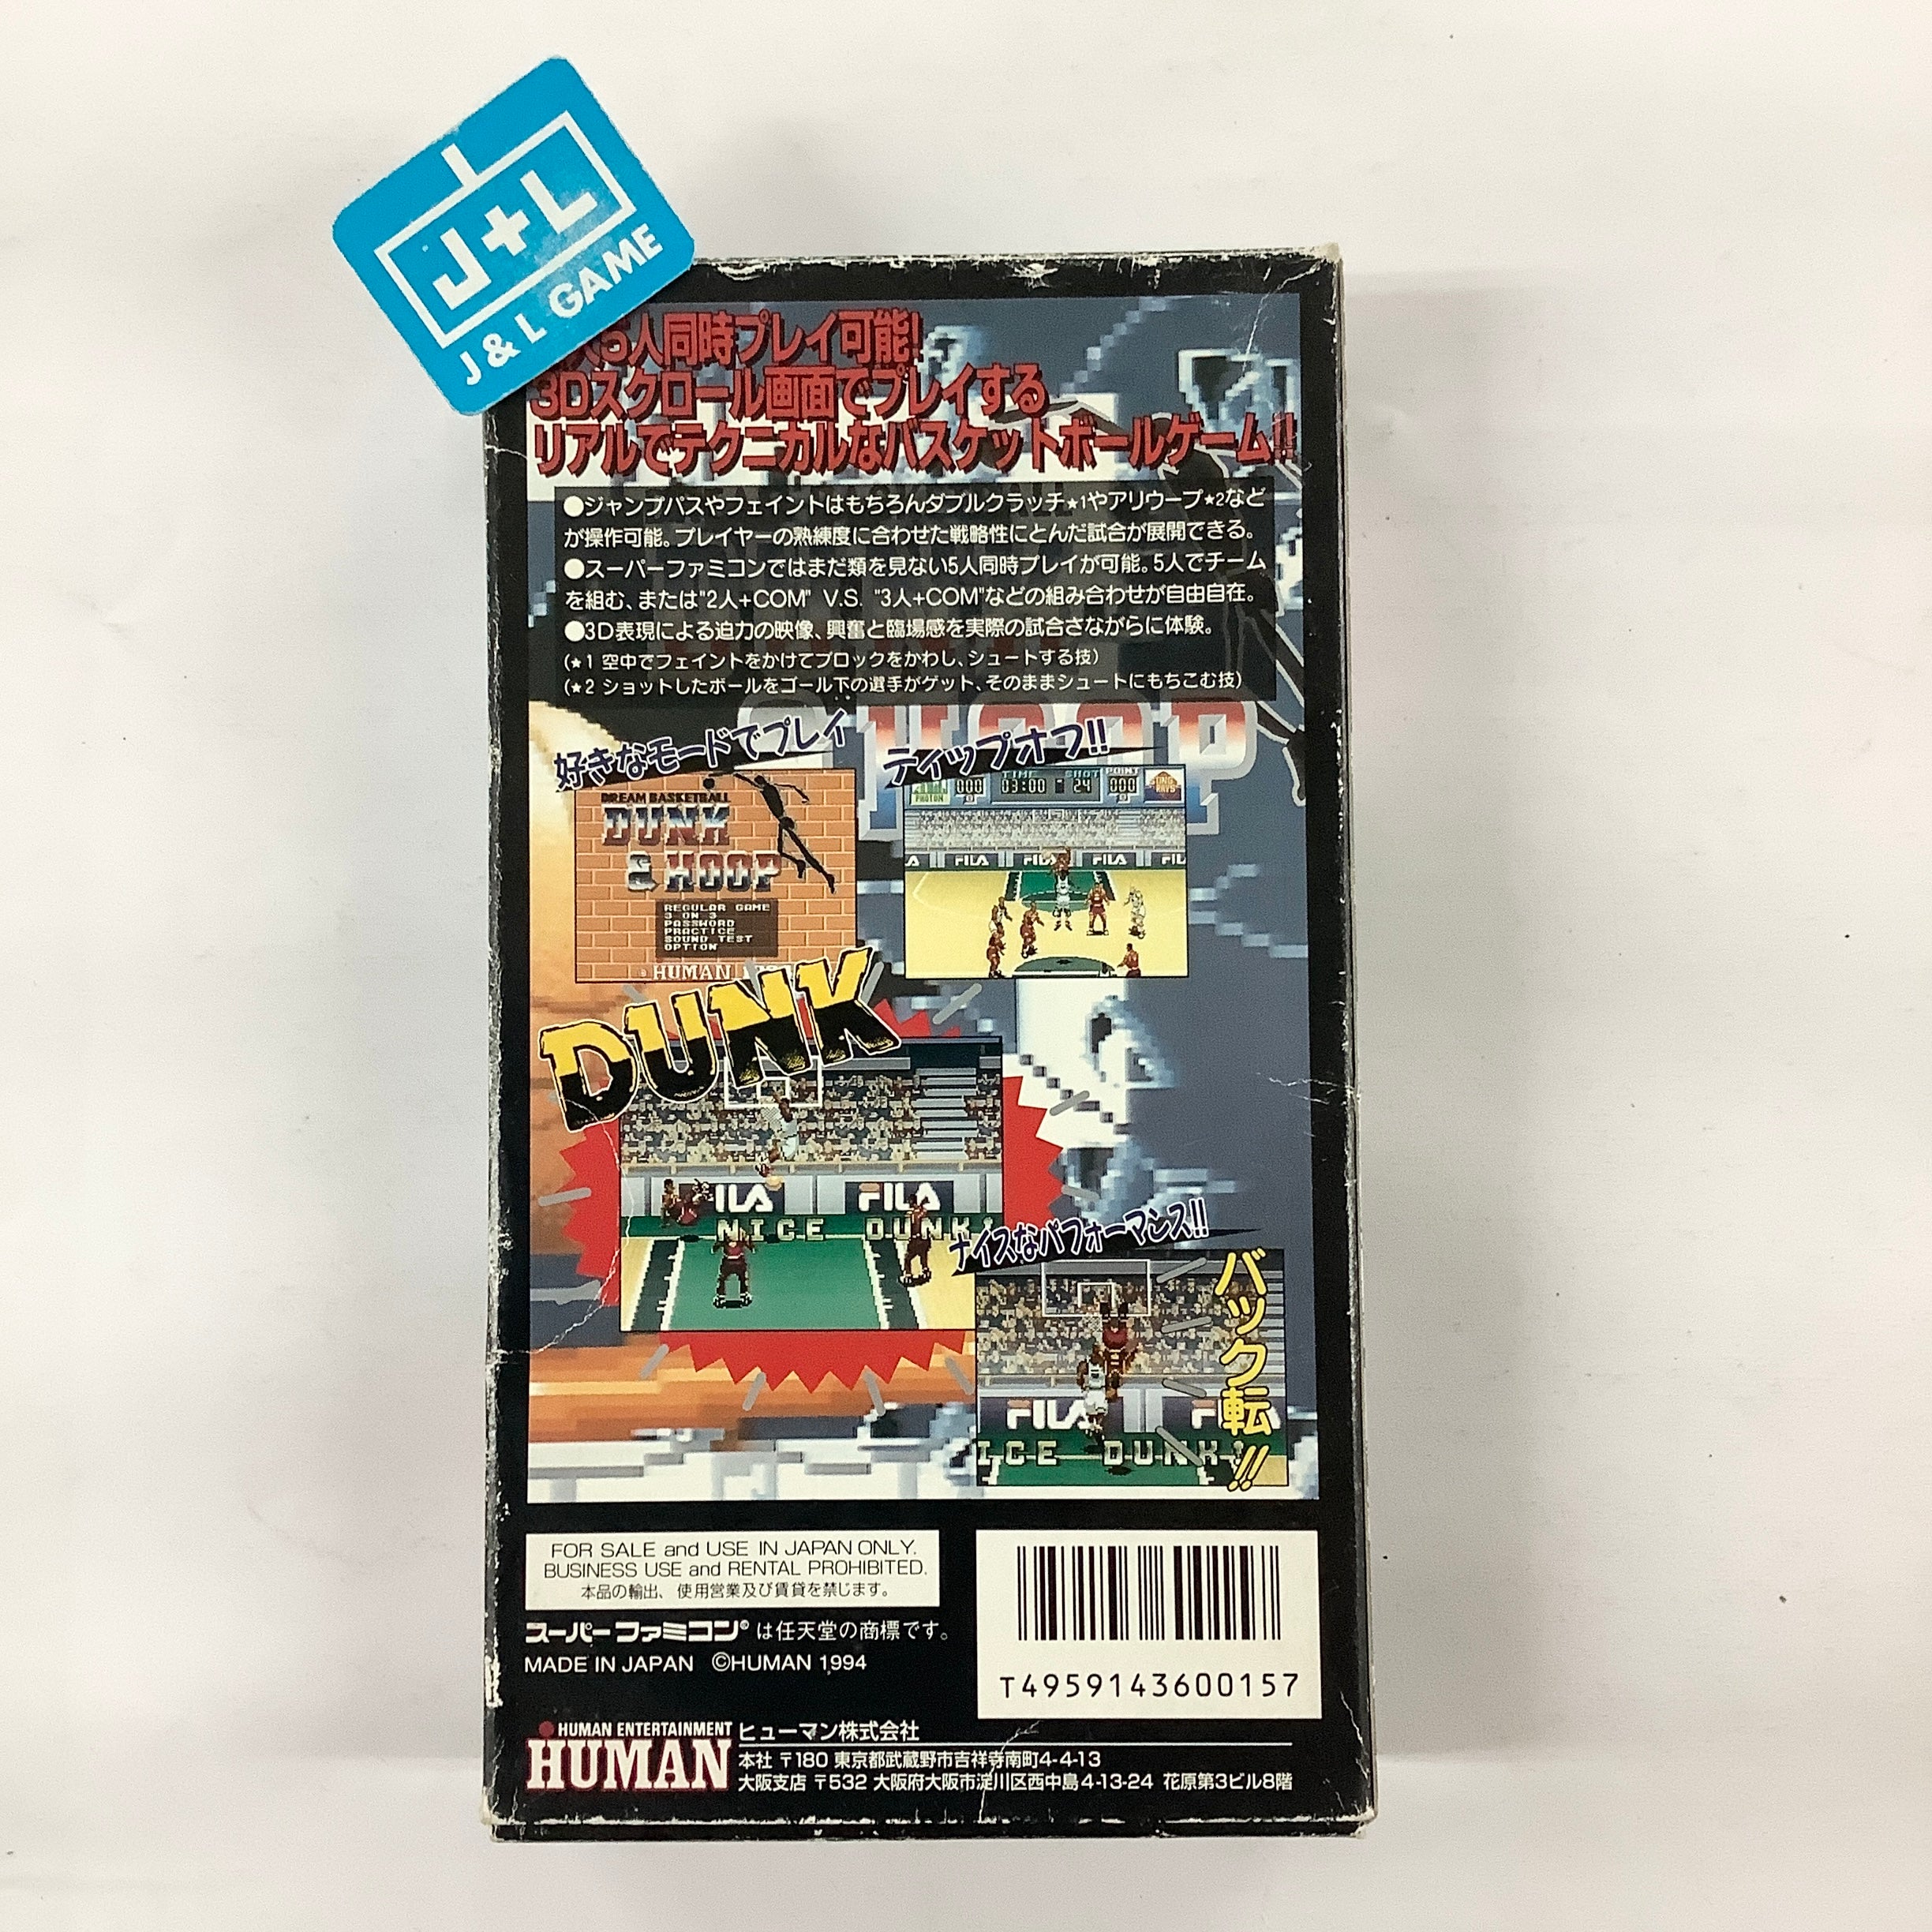 J+L
J & L GAME
5人同時プレイ可能!
3Dスクロール画面でプレイする
リアルでテクニカルなバスケットボールゲーム!!
●ジャンプパスやフェイントはもちろんダブルクラッチ★1やアリウープ★2など
が操作可能。プレイヤーの熟練度に合わせた戦略性にとんだ試合が展開できる。
●スーパーファミコンではまだ類を見ない5人同時プレイが可能。5人でチーム
を組む、または"2人+COM" V.S. "3人+COM"などの組み合わせが自由自在。
●3D表現による迫力の映像、興奮と臨場感を実際の試合さながらに体験。
(★1 空中でフェイントをかけてブロックをかわし、シュートする技)
(★2 ショットしたボールをゴール下の選手がゲット、そのままシュートにもちこむ技)
好きなモードでプレイ
ティップオフ!!
DREAM BASKETBALL
DUNK
& HOOP
REGULAR GAME
3 ON 3
PASSWORD
PRACTICE
SOUND TEST
OPTION
HUMAN
TIME SHOT POINT
000 03:00 24 000
PROTON
FILA FILA FILA FIL
DUNK
ILA FILA
NICE DUNK!
ナイスなパフォーマンス!!
バック転!!
FILA
ICE DUNK!
FOR SALE and USE IN JAPAN ONLY.
BUSINESS USE and RENTAL PROHIBITED.
本品の輸出、使用営業及び賃貸を禁じます。
スーパーファミコン®は任天堂の商標です。
MADE IN JAPAN ©HUMAN 1994
T4959143600157
HUMAN ENTERTAINMENT
HUMAN
ヒューマン株式会社
本社 〒180 東京都武蔵野市吉祥寺南町4-4-13
大阪支店 〒532 大阪府大阪市淀川区西中島4-13-24 花原第3ビル8階